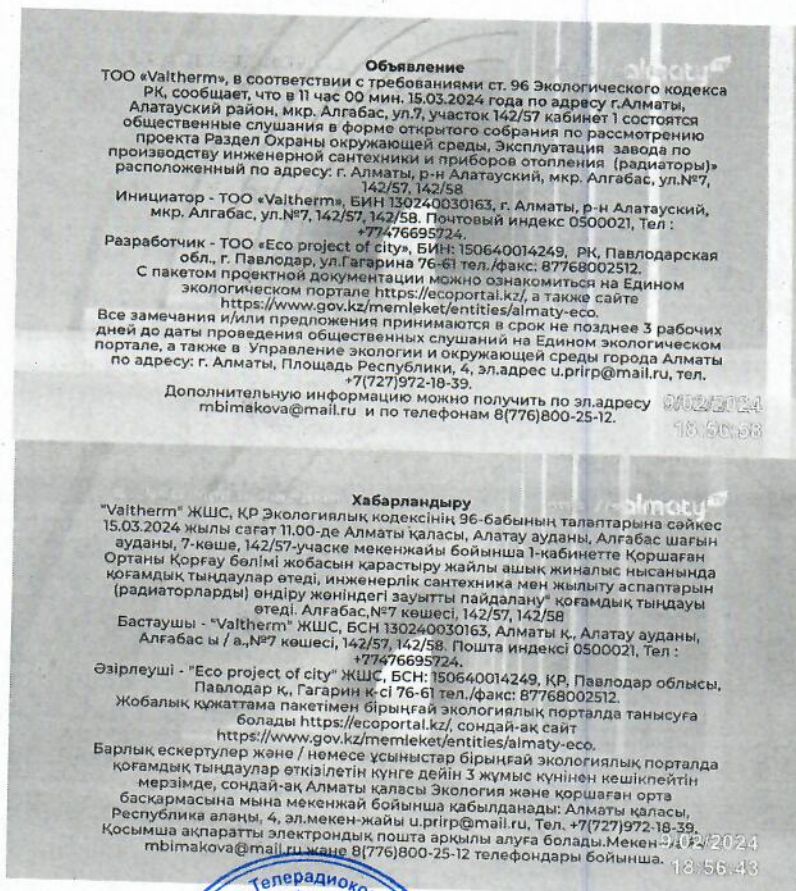 almaty
Объявление
ТОО «Valtherm», в соответствии с требованиями ст. 96 Экологического кодекса
РК, сообщает, что в 11 час 00 мин. 15.03.2024 года по адресу г.Алматы,
Алатауский район, мкр. Алгабас, ул.7, участок 142/57 кабинет 1 состоятся
общественные слушания в форме открытого собрания по рассмотрению
проекта Раздел Охраны окружающей среды, Эксплуатация завода по
производству инженерной сантехники и приборов отопления (радиаторы)»
расположенный по адресу: г. Алматы, р-н Алатауский, мкр. Алгабас, ул.№7,
142/57, 142/58
Инициатор - ТОО «Valtherm», БИН 130240030163, г. Алматы, р-н Алатауский,
мкр. Алгабас, ул.№7, 142/57, 142/58. Почтовый индекс 0500021, Тел :
+77476695724.
Разработчик - ТОО «Eco project of city», БИН: 150640014249, РК, Павлодарская
обл., г. Павлодар, ул.Гагарина 76-61 тел./факс: 87768002512.
С пакетом проектной документации можно ознакомиться на Едином
экологическом портале https://ecoportal.kz/, а также сайте
https://www.gov.kz/memleket/entities/almaty-eco.
Все замечания и/или предложения принимаются в срок не позднее 3 рабочих
дней до даты проведения общественных слушаний на Едином экологическом
портале, а также в Управление экологии и окружающей среды города Алматы
по адресу: г. Алматы, Площадь Республики, 4, эл.адрес u.prirp@mail.ru, тел.
+7(727)972-18-39.
Дополнительную информацию можно получить по эл.адресу
mbimakova@mail.ru и по телефонам 8(776)800-25-12.
9/02/2024
18:56:58
almaty
Хабарландыру
"Valtherm" ЖШС, ҚР Экологиялық кодексінің 96-бабының талаптарына сәйкес
15.03.2024 жылы сағат 11.00-де Алматы қаласы, Алатау ауданы, Алғабас шағын
ауданы, 7-көше, 142/57-учаске мекенжайы бойынша 1-кабинетте Қоршаған
Ортаны Қорғау бөлімі жобасын қарастыру жайлы ашық жиналыс нысанында
қоғамдық тыңдаулар өтеді, инженерлік сантехника мен жылыту аспаптарын
(радиаторларды) өндіру жөніндегі зауытты пайдалану" қоғамдық тыңдауы
өтеді. Алғабас,№7 көшесі, 142/57, 142/58
Бастаушы - "Valtherm" ЖШС, БСН 130240030163, Алматы қ., Алатау ауданы,
Алғабас ы / а.,№7 көшесі, 142/57, 142/58. Пошта индексі 0500021, Тел :
+77476695724.
Әзірлеуші - "Eco project of city" ЖШС, БСН: 150640014249, ҚР, Павлодар облысы,
Павлодар қ., Гагарин к-сі 76-61 тел./факс: 87768002512.
Жобалық құжаттама пакетімен бірыңғай экологиялық порталда танысуға
болады https://ecoportal.kz/, сондай-ақ сайт
https://www.gov.kz/memleket/entities/almaty-eco.
Барлық ескертулер және / немесе ұсыныстар бірыңғай экологиялық порталда
қоғамдық тыңдаулар өткізілетін күнге дейін 3 жұмыс күнінен кешікпейтін
мерзімде, сондай-ақ Алматы қаласы Экология және қоршаған орта
басқармасына мына мекенжай бойынша қабылданады: Алматы қаласы,
Республика алаңы, 4, эл.мекен-жайы u.prirp@mail.ru, Тел. +7(727)972-18-39.
Қосымша ақпаратты электрондық пошта арқылы алуға болады.Мекен
mbimakova@mail.ru және 8(776)800-25-12 телефондары бойынша.
9/02/2024
18:56:43